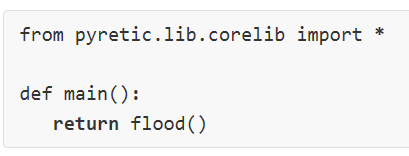 from pyretic.lib.corelib import *
def main():
   return flood()